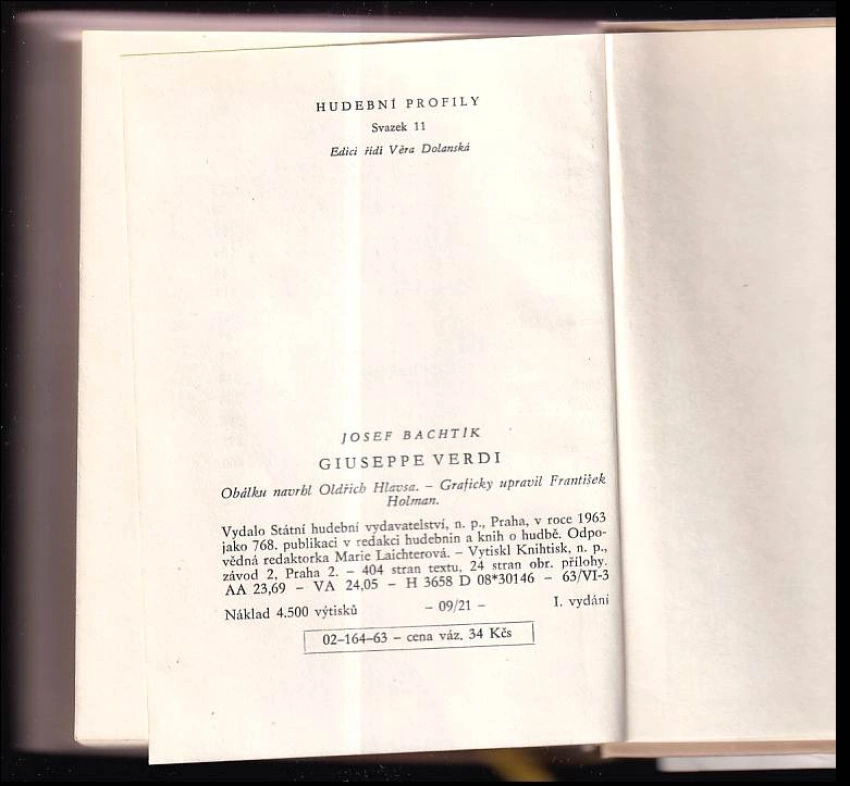 HUDEBNÍ PROFILY
Svazek 11
Edici řídí Věra Dolanská
JOSEF BACHTÍK
GIUSEPPE VERDI
Obálku navrhl Oldřich Hlavsa. – Graficky upravil František
Holman.
Vydalo Státní hudební vydavatelství, n. p., Praha, v roce 1963
jako 768. publikaci v redakci hudebnin a knih o hudbě. Odpo-
vědná redaktorka Marie Laichterová. – Vytiskl Knihtisk, n. p.,
závod 2, Praha 2. – 404 stran textu, 24 stran obr. přílohy.
AA 23,69 – VA 24,05 – H 3658 D 08*30146 – 63/VI-3
Náklad 4.500 výtisků – 09/21 – I. vydání
02–164–63 – cena váz. 34 Kčs